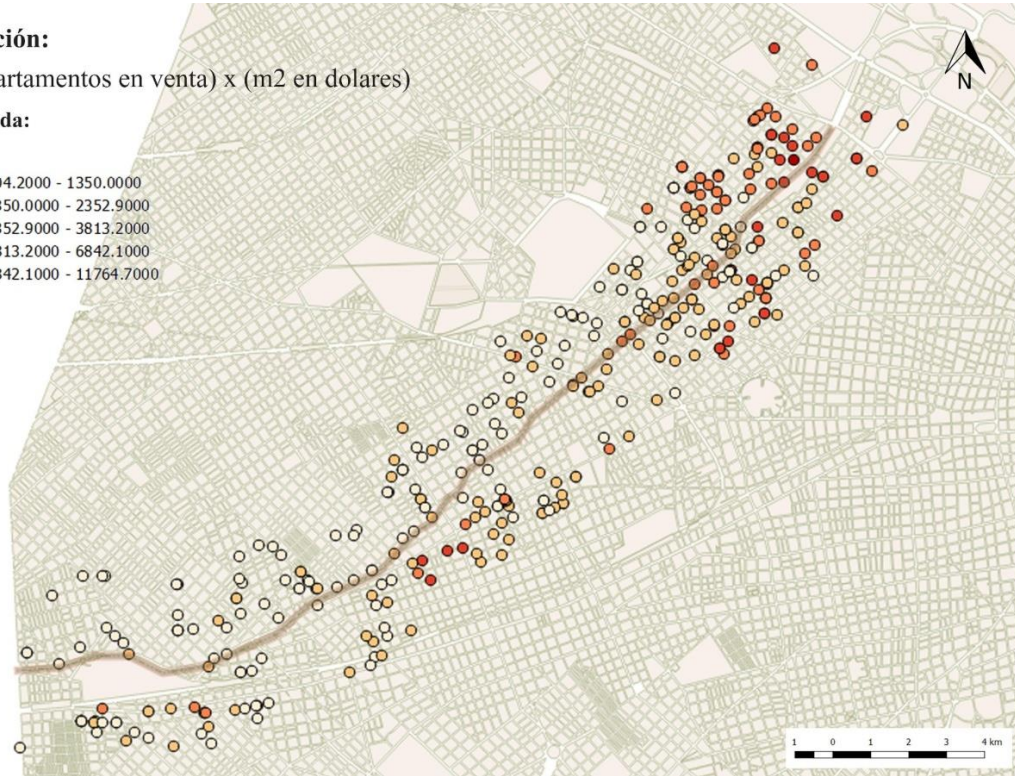 ción:
artamentos en venta) x (m2 en dolares)
da:
04.2000 - 1350.0000
350.0000 - 2352.9000
352.9000 - 3813.2000
813.2000 - 6842.1000
842.1000 - 11764.7000
N
1 0 1 2 3 4 km